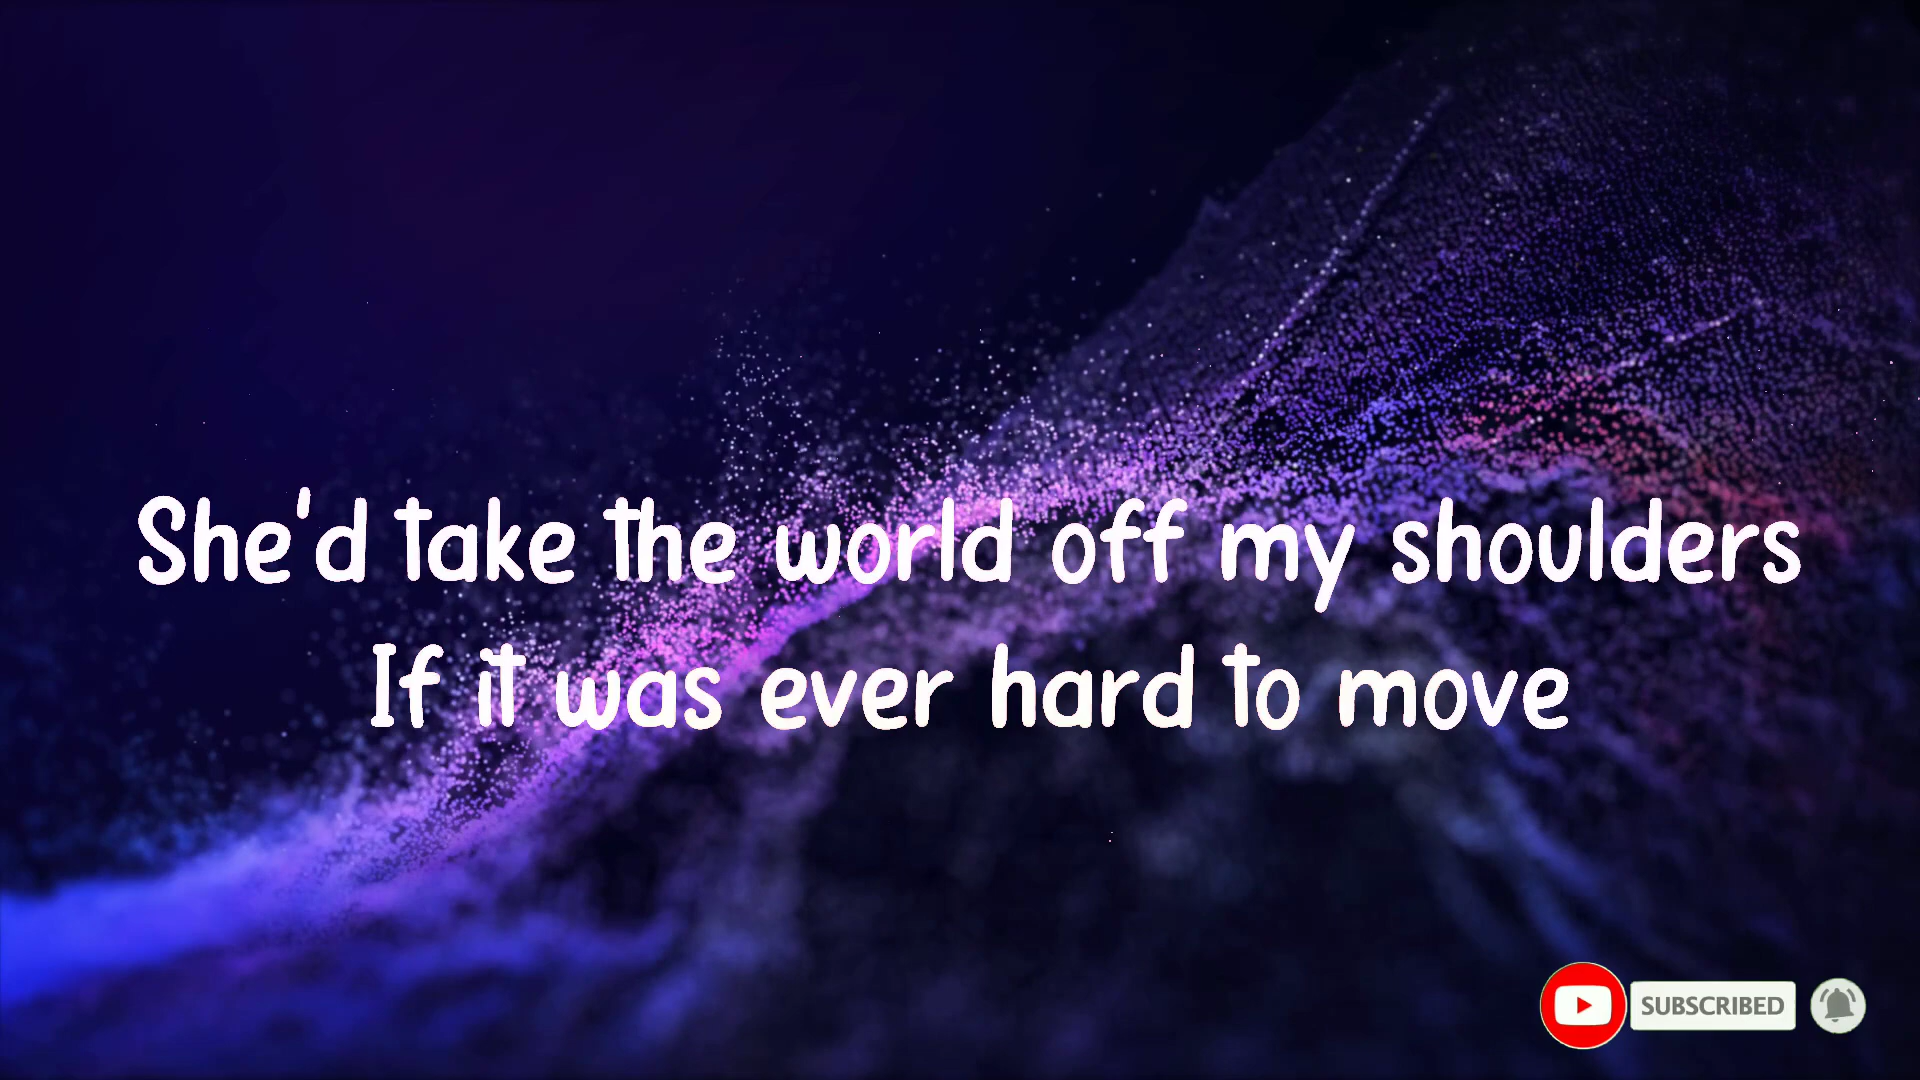 She'd take the world off my shoulders
If it was ever hard to move
SUBSCRIBED